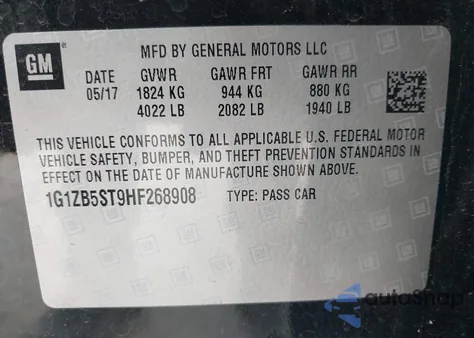 GM
MFD BY GENERAL MOTORS LLC
DATE GVWR GAWR FRT GAWR RR
05/17 1824 KG 944 KG 880 KG
4022 LB 2082 LB 1940 LB
THIS VEHICLE CONFORMS TO ALL APPLICABLE U.S. FEDERAL MOTOR
VEHICLE SAFETY, BUMPER, AND THEFT PREVENTION STANDARDS IN
EFFECT ON THE DATE OF MANUFACTURE SHOWN ABOVE.
1G1ZB5ST9HF268908 TYPE: PASS CAR
autoSnap